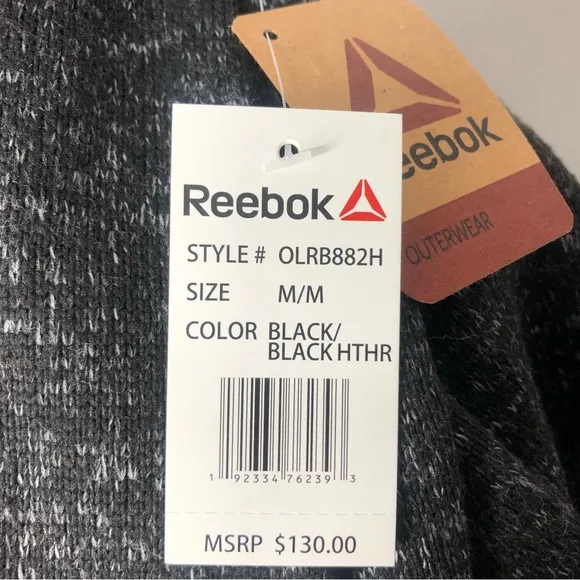 Reebok
STYLE # OLRB882H
SIZE M/M
COLOR BLACK/
BLACK HTHR
1 92334 76239 3
MSRP $130.00
eebok
OUTERWEAR